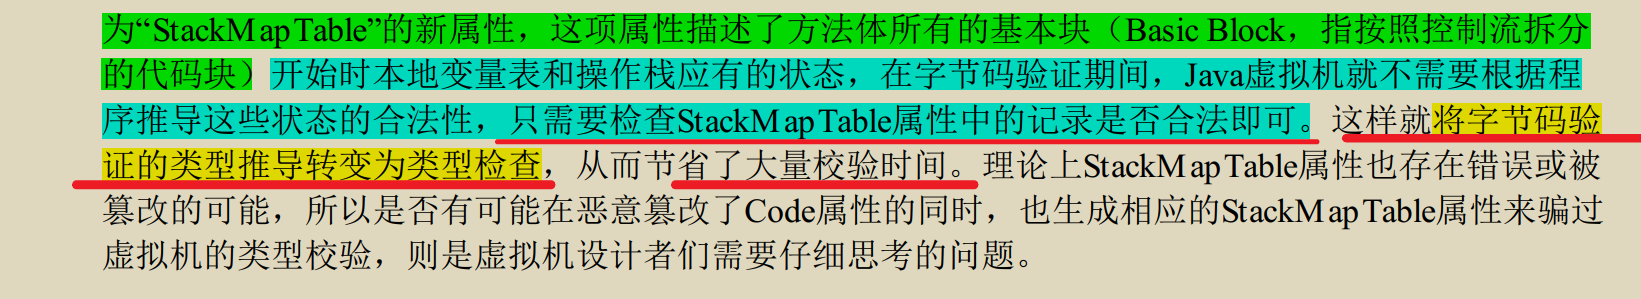 为“StackMapTable”的新属性，这项属性描述了方法体所有的基本块（Basic Block，指按照控制流拆分
的代码块）开始时本地变量表和操作栈应有的状态，在字节码验证期间，Java虚拟机就不需要根据程
序推导这些状态的合法性，只需要检查StackMapTable属性中的记录是否合法即可。这样就将字节码验
证的类型推导转变为类型检查，从而节省了大量校验时间。理论上StackMapTable属性也存在错误或被
篡改的可能，所以是否有可能在恶意篡改了Code属性的同时，也生成相应的StackMapTable属性来骗过
虚拟机的类型校验，则是虚拟机设计者们需要仔细思考的问题。